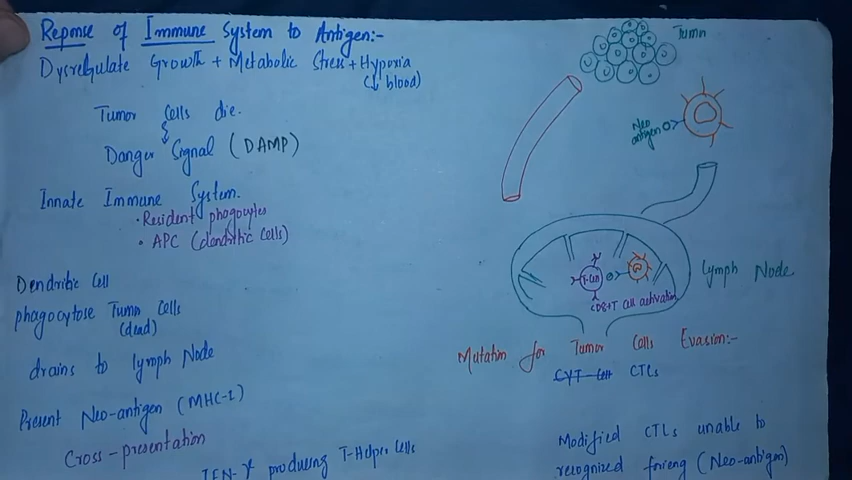 Reponse of Immune System to Antigen:-
Dysregulate Growth + Metabolic Stress + Hypoxia
(↓ blood)
Tumor Cells die.
Danger Signal (DAMP)
Innate Immune System.
• Resident phagocytes
• APC (dendritic cells)
Dendritic Cell
phagocytose Tumor Cells
(dead)
drains to lymph Node
Present Neo-antigen (MHC-1)
Cross-presentation
IFN-γ producing T-Helper Cells
Tumor
Neo
antigen
T-Cell
CD8+T Cell activation
Lymph Node
Mutation for Tumor Cells Evasion:-
CYT-Cell CTLs
Modified CTLs unable to
recognized foreing (Neo-antigen)